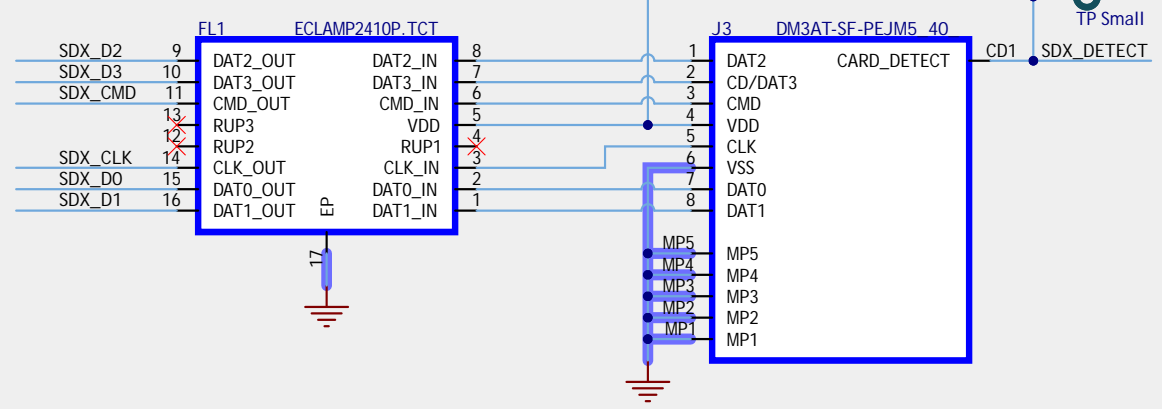 TP Small
FL1 ECLAMP2410P.TCT
J3 DM3AT-SF-PEJM5_40_
SDX_D2 9 DAT2_OUT DAT2_IN 8
SDX_D3 10 DAT3_OUT DAT3_IN 7
SDX_CMD 11 CMD_OUT CMD_IN 6
13 RUP3 VDD 5
12 RUP2 RUP1 4
SDX_CLK 14 CLK_OUT CLK_IN 3
SDX_D0 15 DAT0_OUT DAT0_IN 2
SDX_D1 16 DAT1_OUT DAT1_IN 1
EP
17
1 DAT2 CARD_DETECT CD1 SDX_DETECT
2 CD/DAT3
3 CMD
4 VDD
5 CLK
6 VSS
7 DAT0
8 DAT1
MP5 MP5
MP4 MP4
MP3 MP3
MP2 MP2
MP1 MP1